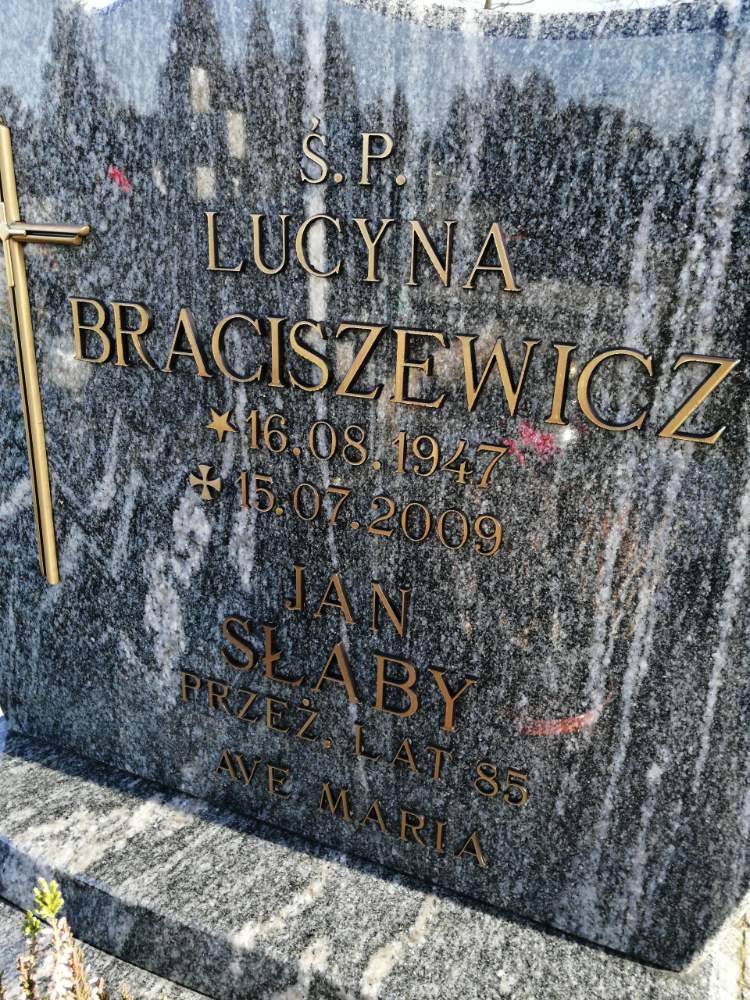 Ś.P.
LUCYNA
BRACISZEWICZ
16.08.1947
15.07.2009
JAN
SŁABY
PRZEŻ. LAT 85
AVE MARIA